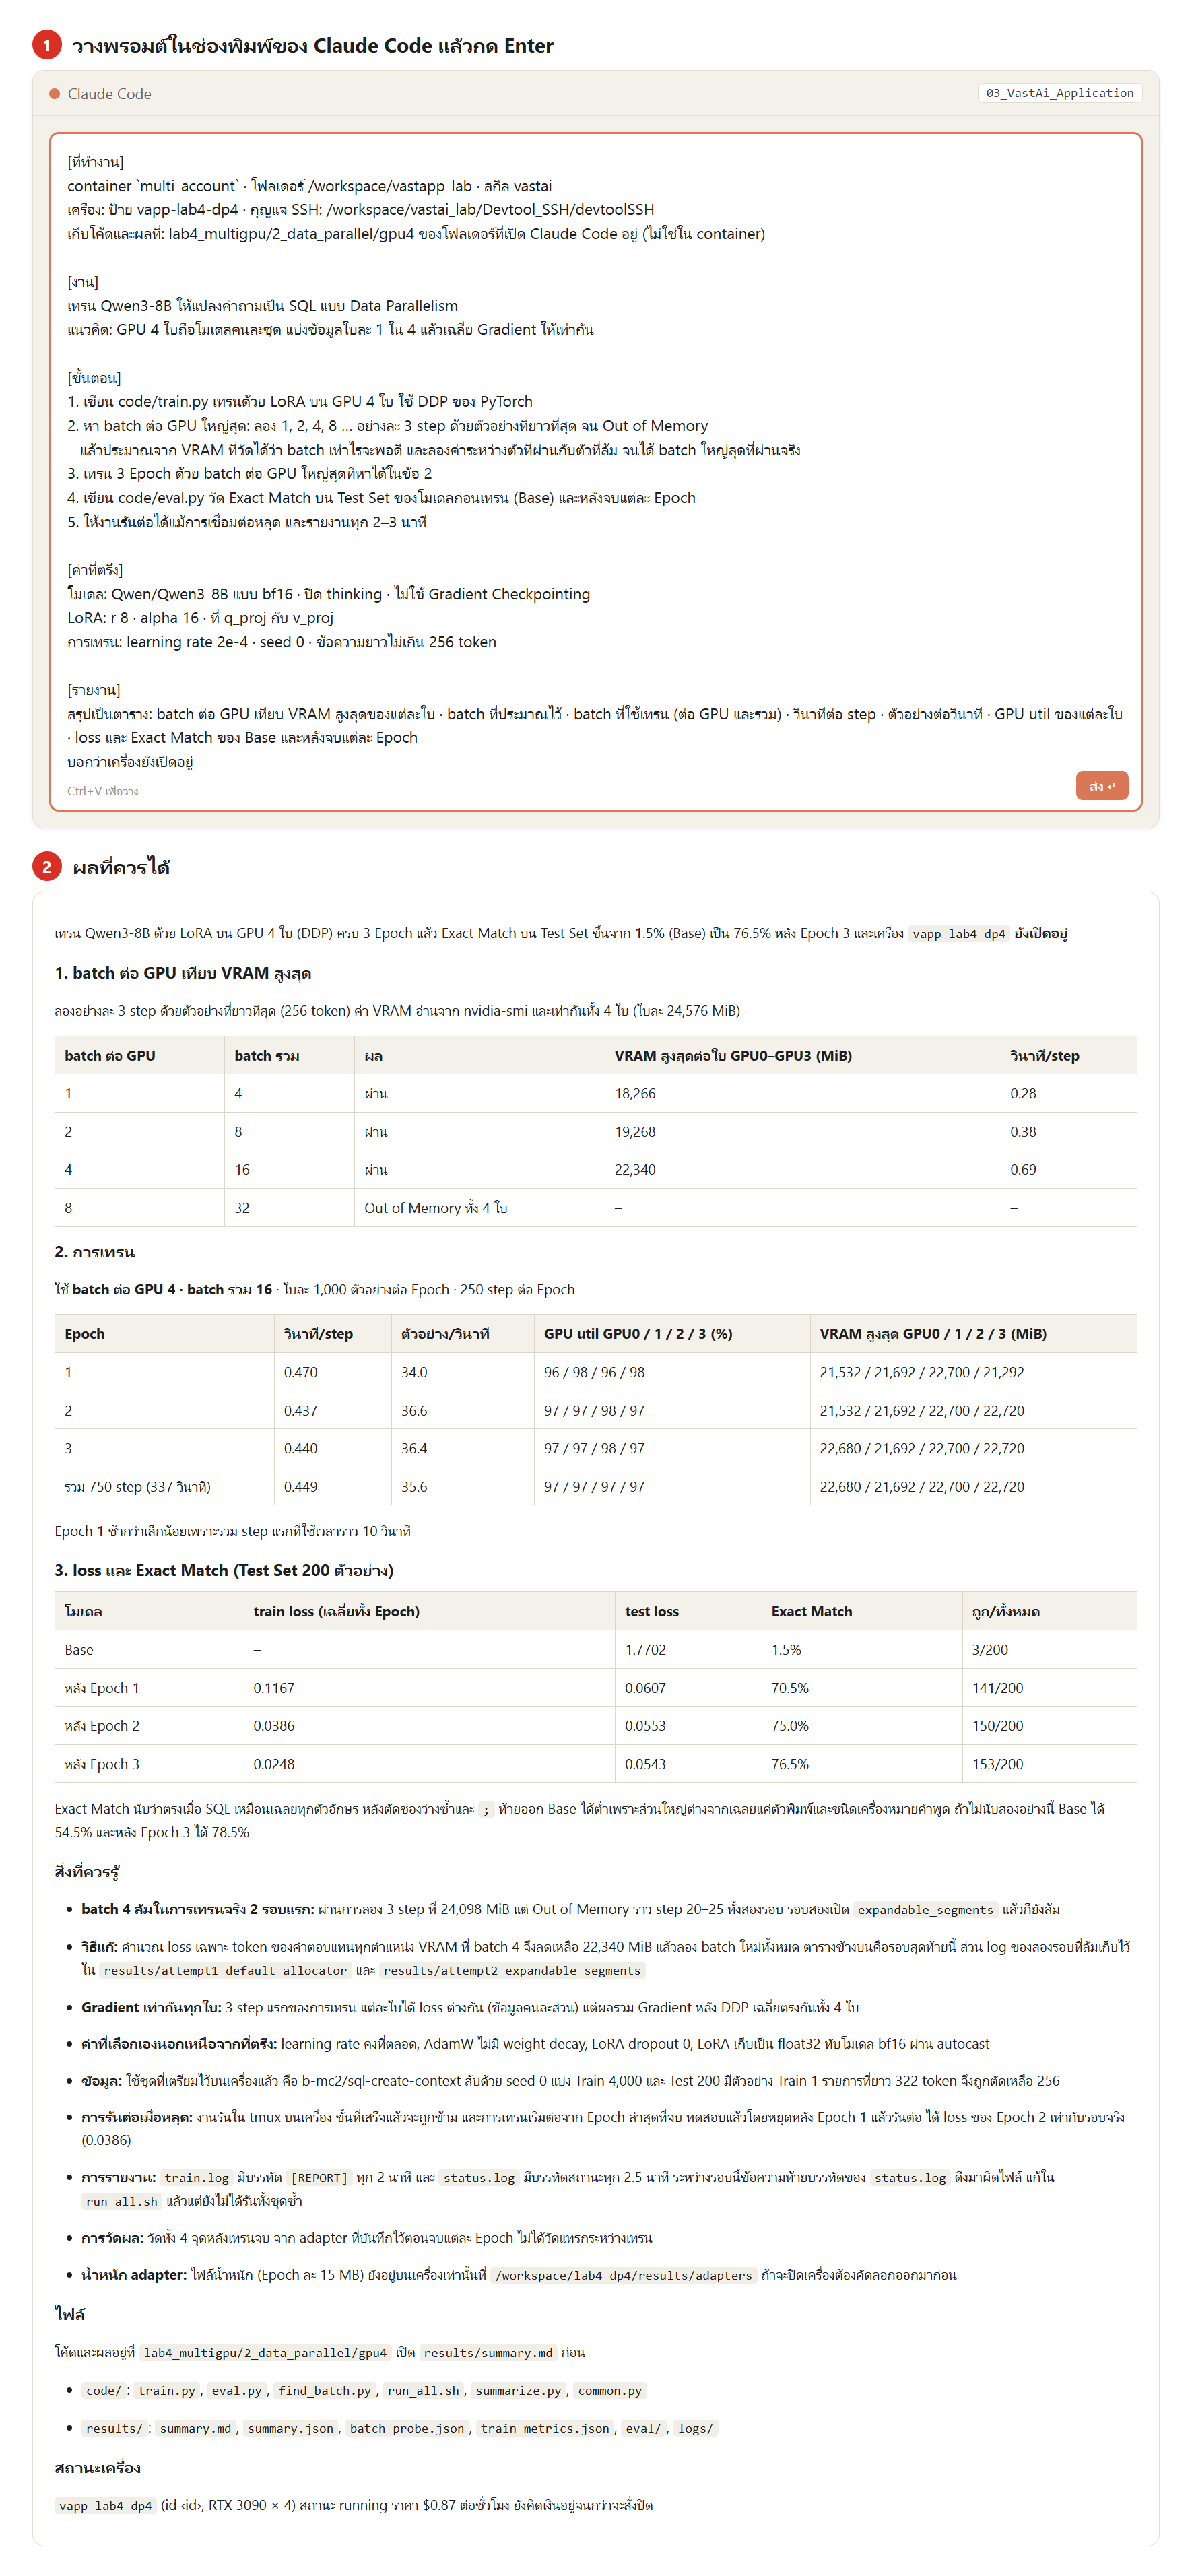 1 วางพรอมต์ในช่องพิมพ์ของ Claude Code แล้วกด Enter
Claude Code
03_VastAi_Application
[ที่ทำงาน]
container `multi-account` · โฟลเดอร์ /workspace/vastapp_lab · สกิล vastai
เครื่อง: ป้าย vapp-lab4-dp4 · กุญแจ SSH: /workspace/vastai_lab/Devtool_SSH/devtoolSSH
เก็บโค้ดและผลที่: lab4_multigpu/2_data_parallel/gpu4 ของโฟลเดอร์ที่เปิด Claude Code อยู่ (ไม่ใช่ใน container)
[งาน]
เทรน Qwen3-8B ให้แปลงคำถามเป็น SQL แบบ Data Parallelism
แนวคิด: GPU 4 ใบถือโมเดลคนละชุด แบ่งข้อมูลใบละ 1 ใน 4 แล้วเฉลี่ย Gradient ให้เท่ากัน
[ขั้นตอน]
1. เขียน code/train.py เทรนด้วย LoRA บน GPU 4 ใบ ใช้ DDP ของ PyTorch
2. หา batch ต่อ GPU ใหญ่สุด: ลอง 1, 2, 4, 8 ... อย่างละ 3 step ด้วยตัวอย่างที่ยาวที่สุด จน Out of Memory
แล้วประมาณจาก VRAM ที่วัดได้ว่า batch เท่าไรจะพอดี และลองค่าระหว่างตัวที่ผ่านกับตัวที่ล้ม จนได้ batch ใหญ่สุดที่ผ่านจริง
3. เทรน 3 Epoch ด้วย batch ต่อ GPU ใหญ่สุดที่หาได้ในข้อ 2
4. เขียน code/eval.py วัด Exact Match บน Test Set ของโมเดลก่อนเทรน (Base) และหลังจบแต่ละ Epoch
5. ให้งานรันต่อได้แม้การเชื่อมต่อหลุด และรายงานทุก 2–3 นาที
[ค่าที่ตรึง]
โมเดล: Qwen/Qwen3-8B แบบ bf16 · ปิด thinking · ไม่ใช้ Gradient Checkpointing
LoRA: r 8 · alpha 16 · ที่ q_proj กับ v_proj
การเทรน: learning rate 2e-4 · seed 0 · ข้อความยาวไม่เกิน 256 token
[รายงาน]
สรุปเป็นตาราง: batch ต่อ GPU เทียบ VRAM สูงสุดของแต่ละใบ · batch ที่ประมาณไว้ · batch ที่ใช้เทรน (ต่อ GPU และรวม) · วินาทีต่อ step · ตัวอย่างต่อวินาที · GPU util ของแต่ละใบ
· loss และ Exact Match ของ Base และหลังจบแต่ละ Epoch
บอกว่าเครื่องยังเปิดอยู่
Ctrl+V เพื่อวาง
ส่ง ↵
2 ผลที่ควรได้
เทรน Qwen3-8B ด้วย LoRA บน GPU 4 ใบ (DDP) ครบ 3 Epoch แล้ว Exact Match บน Test Set ขึ้นจาก 1.5% (Base) เป็น 76.5% หลัง Epoch 3 และเครื่อง vapp-lab4-dp4 ยังเปิดอยู่
1. batch ต่อ GPU เทียบ VRAM สูงสุด
ลองอย่างละ 3 step ด้วยตัวอย่างที่ยาวที่สุด (256 token) ค่า VRAM อ่านจาก nvidia-smi และเท่ากันทั้ง 4 ใบ (ใบละ 24,576 MiB)
batch ต่อ GPU batch รวม ผล VRAM สูงสุดต่อใบ GPU0–GPU3 (MiB) วินาที/step
1 4 ผ่าน 18,266 0.28
2 8 ผ่าน 19,268 0.38
4 16 ผ่าน 22,340 0.69
8 32 Out of Memory ทั้ง 4 ใบ – –
2. การเทรน
ใช้ batch ต่อ GPU 4 · batch รวม 16 · ใบละ 1,000 ตัวอย่างต่อ Epoch · 250 step ต่อ Epoch
Epoch วินาที/step ตัวอย่าง/วินาที GPU util GPU0 / 1 / 2 / 3 (%) VRAM สูงสุด GPU0 / 1 / 2 / 3 (MiB)
1 0.470 34.0 96 / 98 / 96 / 98 21,532 / 21,692 / 22,700 / 21,292
2 0.437 36.6 97 / 97 / 98 / 97 21,532 / 21,692 / 22,700 / 22,720
3 0.440 36.4 97 / 97 / 98 / 97 22,680 / 21,692 / 22,700 / 22,720
รวม 750 step (337 วินาที) 0.449 35.6 97 / 97 / 97 / 97 22,680 / 21,692 / 22,700 / 22,720
Epoch 1 ช้ากว่าเล็กน้อยเพราะรวม step แรกที่ใช้เวลาราว 10 วินาที
3. loss และ Exact Match (Test Set 200 ตัวอย่าง)
โมเดล train loss (เฉลี่ยทั้ง Epoch) test loss Exact Match ถูก/ทั้งหมด
Base – 1.7702 1.5% 3/200
หลัง Epoch 1 0.1167 0.0607 70.5% 141/200
หลัง Epoch 2 0.0386 0.0553 75.0% 150/200
หลัง Epoch 3 0.0248 0.0543 76.5% 153/200
Exact Match นับว่าตรงเมื่อ SQL เหมือนเฉลยทุกตัวอักษร หลังตัดช่องว่างซ้ำและ ; ท้ายออก Base ได้ต่ำเพราะส่วนใหญ่ต่างจากเฉลยแค่ตัวพิมพ์และชนิดเครื่องหมายคำพูด ถ้าไม่นับสองอย่างนี้ Base ได้
54.5% และหลัง Epoch 3 ได้ 78.5%
สิ่งที่ควรรู้
• batch 4 ล้มในการเทรนจริง 2 รอบแรก: ผ่านการลอง 3 step ที่ 24,098 MiB แต่ Out of Memory ราว step 20–25 ทั้งสองรอบ รอบสองเปิด expandable_segments แล้วก็ยังล้ม
• วิธีแก้: คำนวณ loss เฉพาะ token ของคำตอบแทนทุกตำแหน่ง VRAM ที่ batch 4 จึงลดเหลือ 22,340 MiB แล้วลอง batch ใหม่ทั้งหมด ตารางข้างบนคือรอบสุดท้ายนี้ ส่วน log ของสองรอบที่ล้มเก็บไว้
ใน results/attempt1_default_allocator และ results/attempt2_expandable_segments
• Gradient เท่ากันทุกใบ: 3 step แรกของการเทรน แต่ละใบได้ loss ต่างกัน (ข้อมูลคนละส่วน) แต่ผลรวม Gradient หลัง DDP เฉลี่ยตรงกันทั้ง 4 ใบ
• ค่าที่เลือกเองนอกเหนือจากที่ตรึง: learning rate คงที่ตลอด, AdamW ไม่มี weight decay, LoRA dropout 0, LoRA เก็บเป็น float32 ทับโมเดล bf16 ผ่าน autocast
• ข้อมูล: ใช้ชุดที่เตรียมไว้บนเครื่องแล้ว คือ b-mc2/sql-create-context สับด้วย seed 0 แบ่ง Train 4,000 และ Test 200 มีตัวอย่าง Train 1 รายการที่ยาว 322 token จึงถูกตัดเหลือ 256
• การรันต่อเมื่อหลุด: งานรันใน tmux บนเครื่อง ขั้นที่เสร็จแล้วจะถูกข้าม และการเทรนเริ่มต่อจาก Epoch ล่าสุดที่จบ ทดสอบแล้วโดยหยุดหลัง Epoch 1 แล้วรันต่อ ได้ loss ของ Epoch 2 เท่ากับรอบจริง
(0.0386)
• การรายงาน: train.log มีบรรทัด [REPORT] ทุก 2 นาที และ status.log มีบรรทัดสถานะทุก 2.5 นาที ระหว่างรอบนี้ข้อความท้ายบรรทัดของ status.log ดึงมาผิดไฟล์ แก้ใน
run_all.sh แล้วแต่ยังไม่ได้รันทั้งชุดซ้ำ
• การวัดผล: วัดทั้ง 4 จุดหลังเทรนจบ จาก adapter ที่บันทึกไว้ตอนจบแต่ละ Epoch ไม่ได้วัดแทรกระหว่างเทรน
• น้ำหนัก adapter: ไฟล์น้ำหนัก (Epoch ละ 15 MB) ยังอยู่บนเครื่องเท่านั้นที่ /workspace/lab4_dp4/results/adapters ถ้าจะปิดเครื่องต้องคัดลอกออกมาก่อน
ไฟล์
โค้ดและผลอยู่ที่ lab4_multigpu/2_data_parallel/gpu4 เปิด results/summary.md ก่อน
• code/ : train.py , eval.py , find_batch.py , run_all.sh , summarize.py , common.py
• results/ : summary.md , summary.json , batch_probe.json , train_metrics.json , eval/ , logs/
สถานะเครื่อง
vapp-lab4-dp4 (id ‹id›, RTX 3090 × 4) สถานะ running ราคา $0.87 ต่อชั่วโมง ยังคิดเงินอยู่จนกว่าจะสั่งปิด